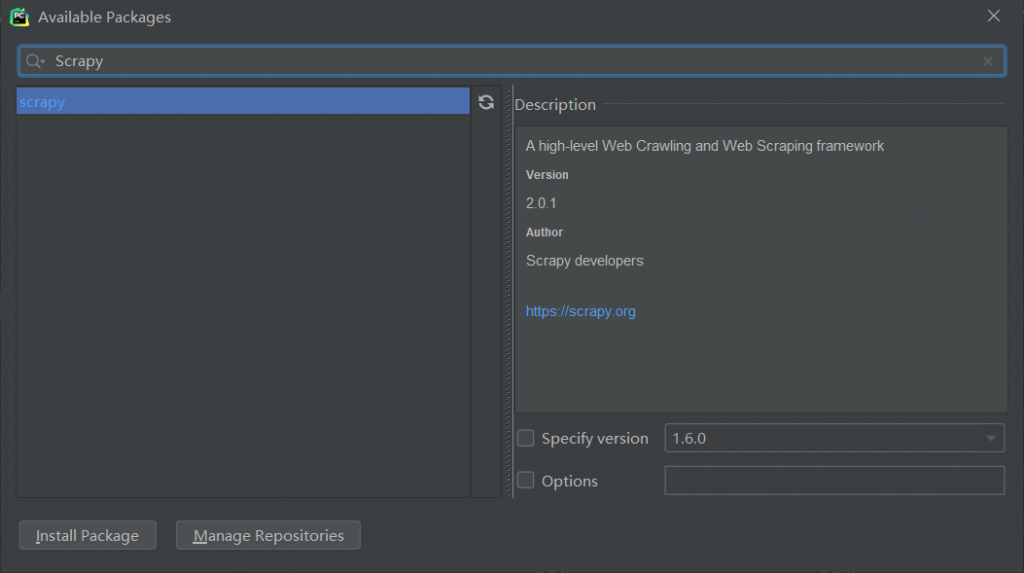 PC
Available Packages
Scrapy
scrapy
Description
A high-level Web Crawling and Web Scraping framework
Version
2.0.1
Author
Scrapy developers
https://scrapy.org
Specify version
1.6.0
Options
Install Package
Manage Repositories